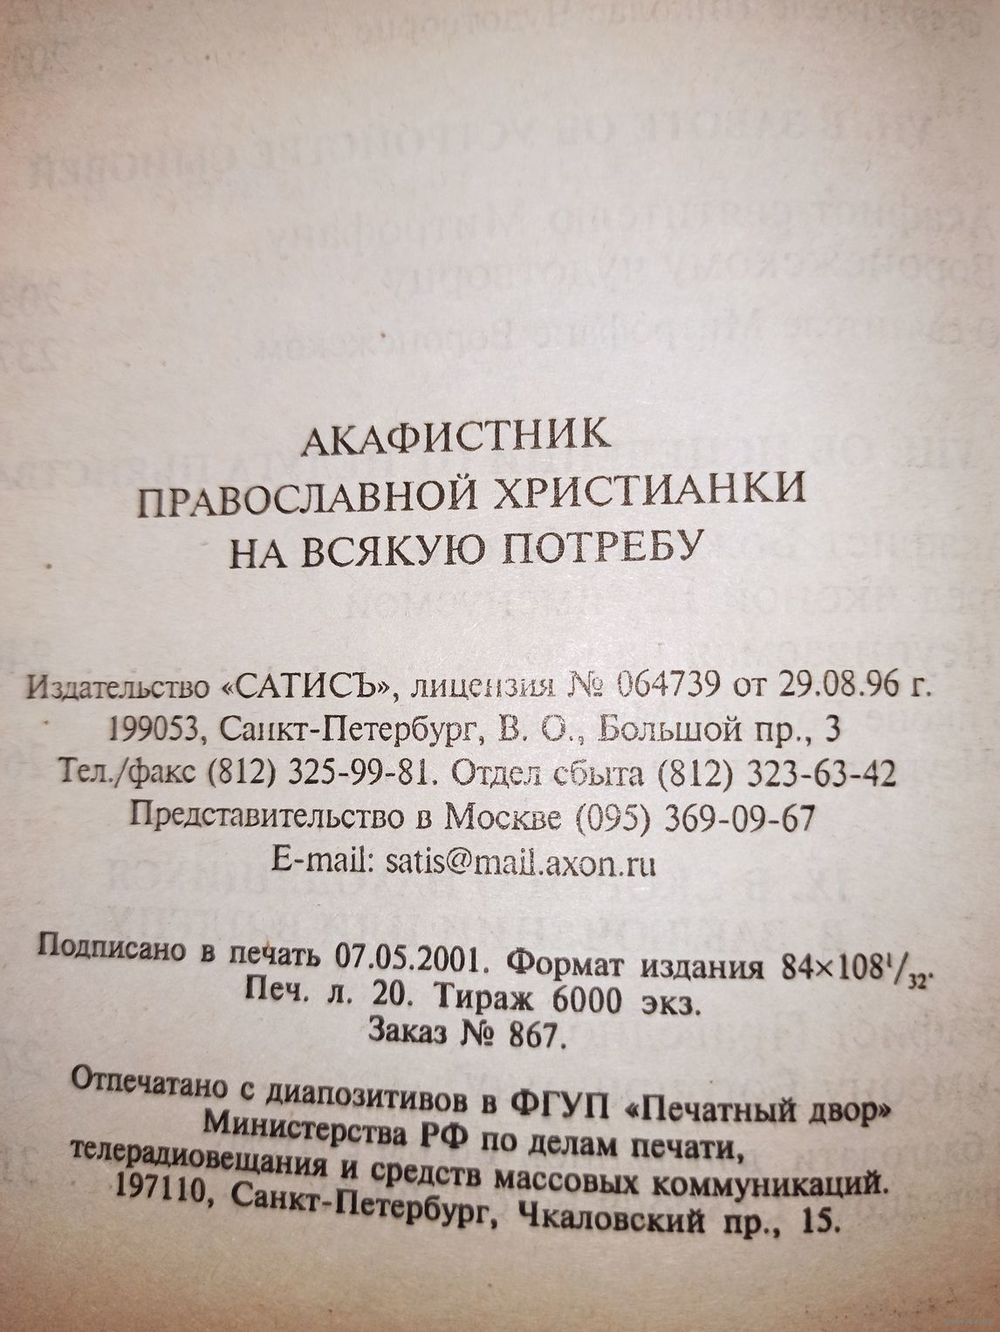 АКАФИСТНИК
ПРАВОСЛАВНОЙ ХРИСТИАНКИ
НА ВСЯКУЮ ПОТРЕБУ
Издательство «САТИСЪ», лицензия № 064739 от 29.08.96 г.
199053, Санкт-Петербург, В. О., Большой пр., 3
Тел./факс (812) 325-99-81. Отдел сбыта (812) 323-63-42
Представительство в Москве (095) 369-09-67
E-mail: satis@mail.axon.ru
Подписано в печать 07.05.2001. Формат издания 84×108¹/₃₂.
Печ. л. 20. Тираж 6000 экз.
Заказ № 867.
Отпечатано с диапозитивов в ФГУП «Печатный двор»
Министерства РФ по делам печати,
телерадиовещания и средств массовых коммуникаций.
197110, Санкт-Петербург, Чкаловский пр., 15.